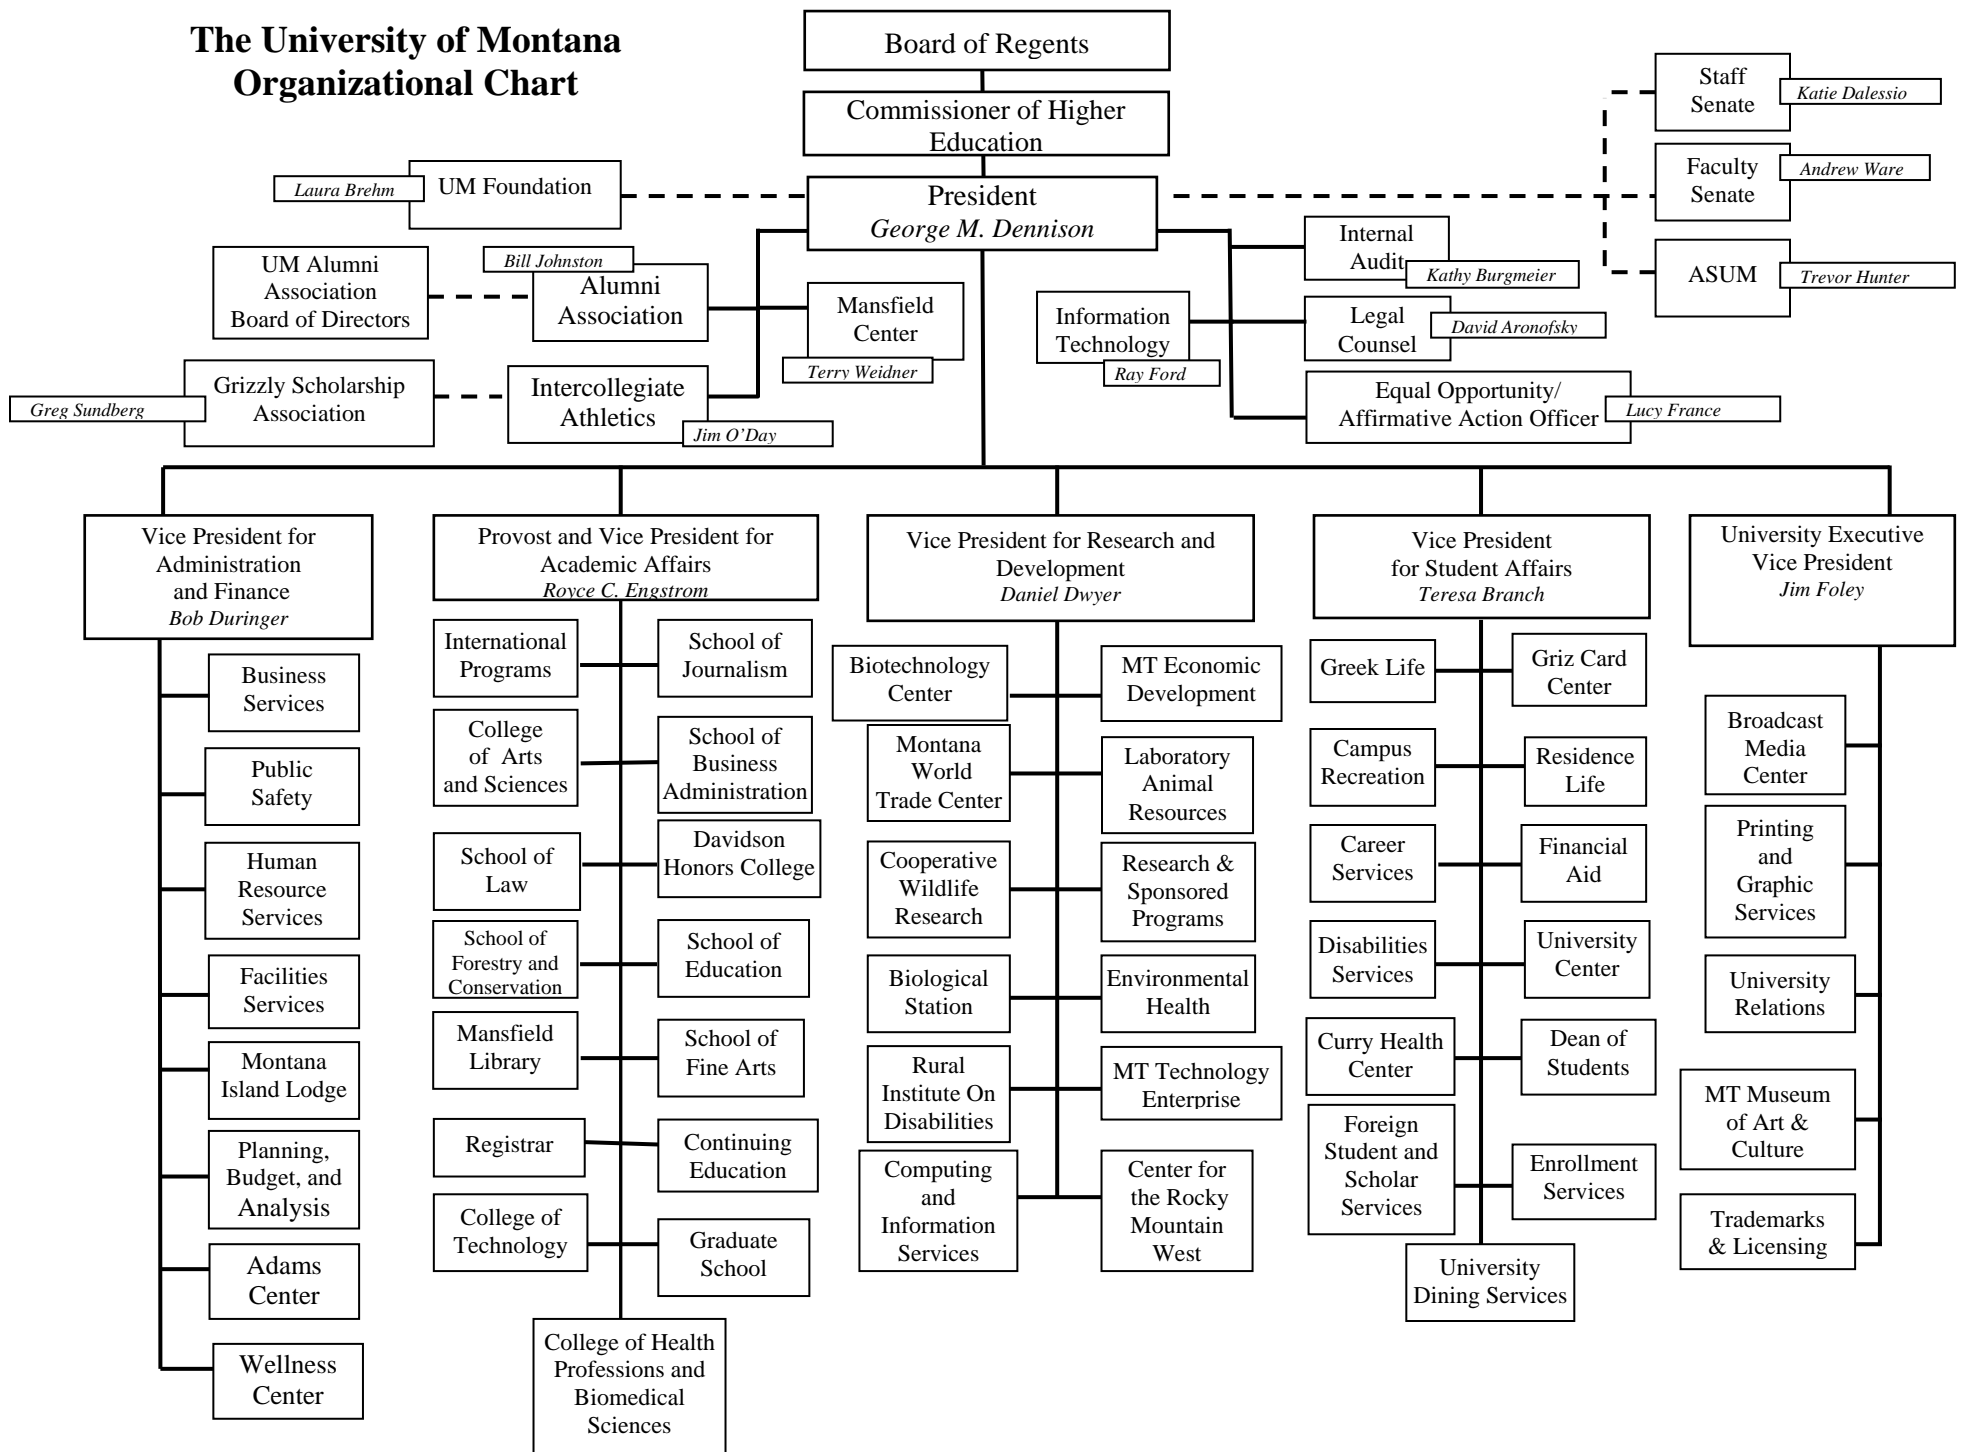 The University of Montana
Organizational Chart
Board of Regents
Commissioner of Higher
Education
President
George M. Dennison
Staff
Senate
Katie Dalessio
Faculty
Senate
Andrew Ware
ASUM
Trevor Hunter
Laura Brehm
UM Foundation
UM Alumni
Association
Board of Directors
Bill Johnston
Alumni
Association
Mansfield
Center
Terry Weidner
Greg Sundberg
Grizzly Scholarship
Association
Intercollegiate
Athletics
Jim O’Day
Internal
Audit
Kathy Burgmeier
Information
Technology
Ray Ford
Legal
Counsel
David Aronofsky
Equal Opportunity/
Affirmative Action Officer
Lucy France
Vice President for
Administration
and Finance
Bob Duringer
Business
Services
Public
Safety
Human
Resource
Services
Facilities
Services
Montana
Island Lodge
Planning,
Budget, and
Analysis
Adams
Center
Wellness
Center
Provost and Vice President for
Academic Affairs
Royce C. Engstrom
International
Programs
School of
Journalism
College
of Arts
and Sciences
School of
Business
Administration
School of
Law
Davidson
Honors College
School of
Forestry and
Conservation
School of
Education
Mansfield
Library
School of
Fine Arts
Registrar
Continuing
Education
College of
Technology
Graduate
School
College of Health
Professions and
Biomedical
Sciences
Vice President for Research and
Development
Daniel Dwyer
Biotechnology
Center
MT Economic
Development
Montana
World
Trade Center
Laboratory
Animal
Resources
Cooperative
Wildlife
Research
Research &
Sponsored
Programs
Biological
Station
Environmental
Health
Rural
Institute On
Disabilities
MT Technology
Enterprise
Computing
and
Information
Services
Center for
the Rocky
Mountain
West
Vice President
for Student Affairs
Teresa Branch
Greek Life
Griz Card
Center
Campus
Recreation
Residence
Life
Career
Services
Financial
Aid
Disabilities
Services
University
Center
Curry Health
Center
Dean of
Students
Foreign
Student and
Scholar
Services
Enrollment
Services
University
Dining Services
University Executive
Vice President
Jim Foley
Broadcast
Media
Center
Printing
and
Graphic
Services
University
Relations
MT Museum
of Art &
Culture
Trademarks
& Licensing